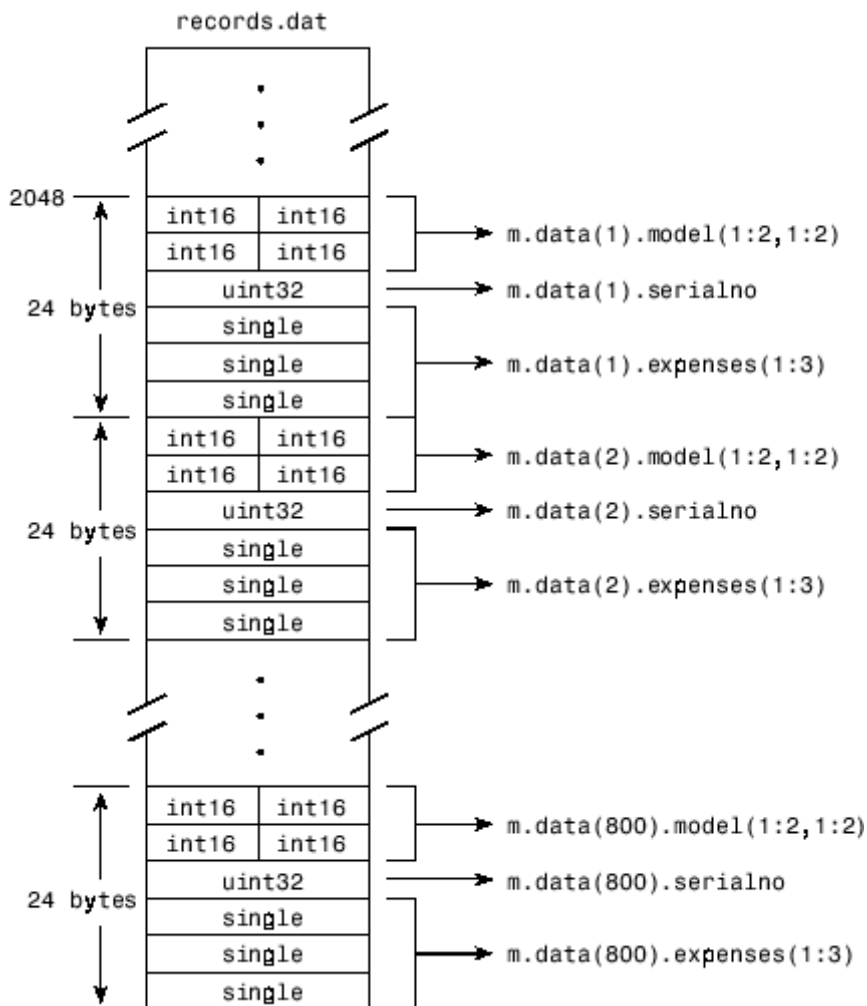 records.dat
2048
int16 int16
int16 int16
m.data(1).model(1:2,1:2)
uint32
m.data(1).serialno
24 bytes
single
single
m.data(1).expenses(1:3)
single
int16 int16
m.data(2).model(1:2,1:2)
int16 int16
uint32
m.data(2).serialno
24 bytes
single
single
m.data(2).expenses(1:3)
single
int16 int16
m.data(800).model(1:2,1:2)
int16 int16
uint32
m.data(800).serialno
24 bytes
single
single
m.data(800).expenses(1:3)
single